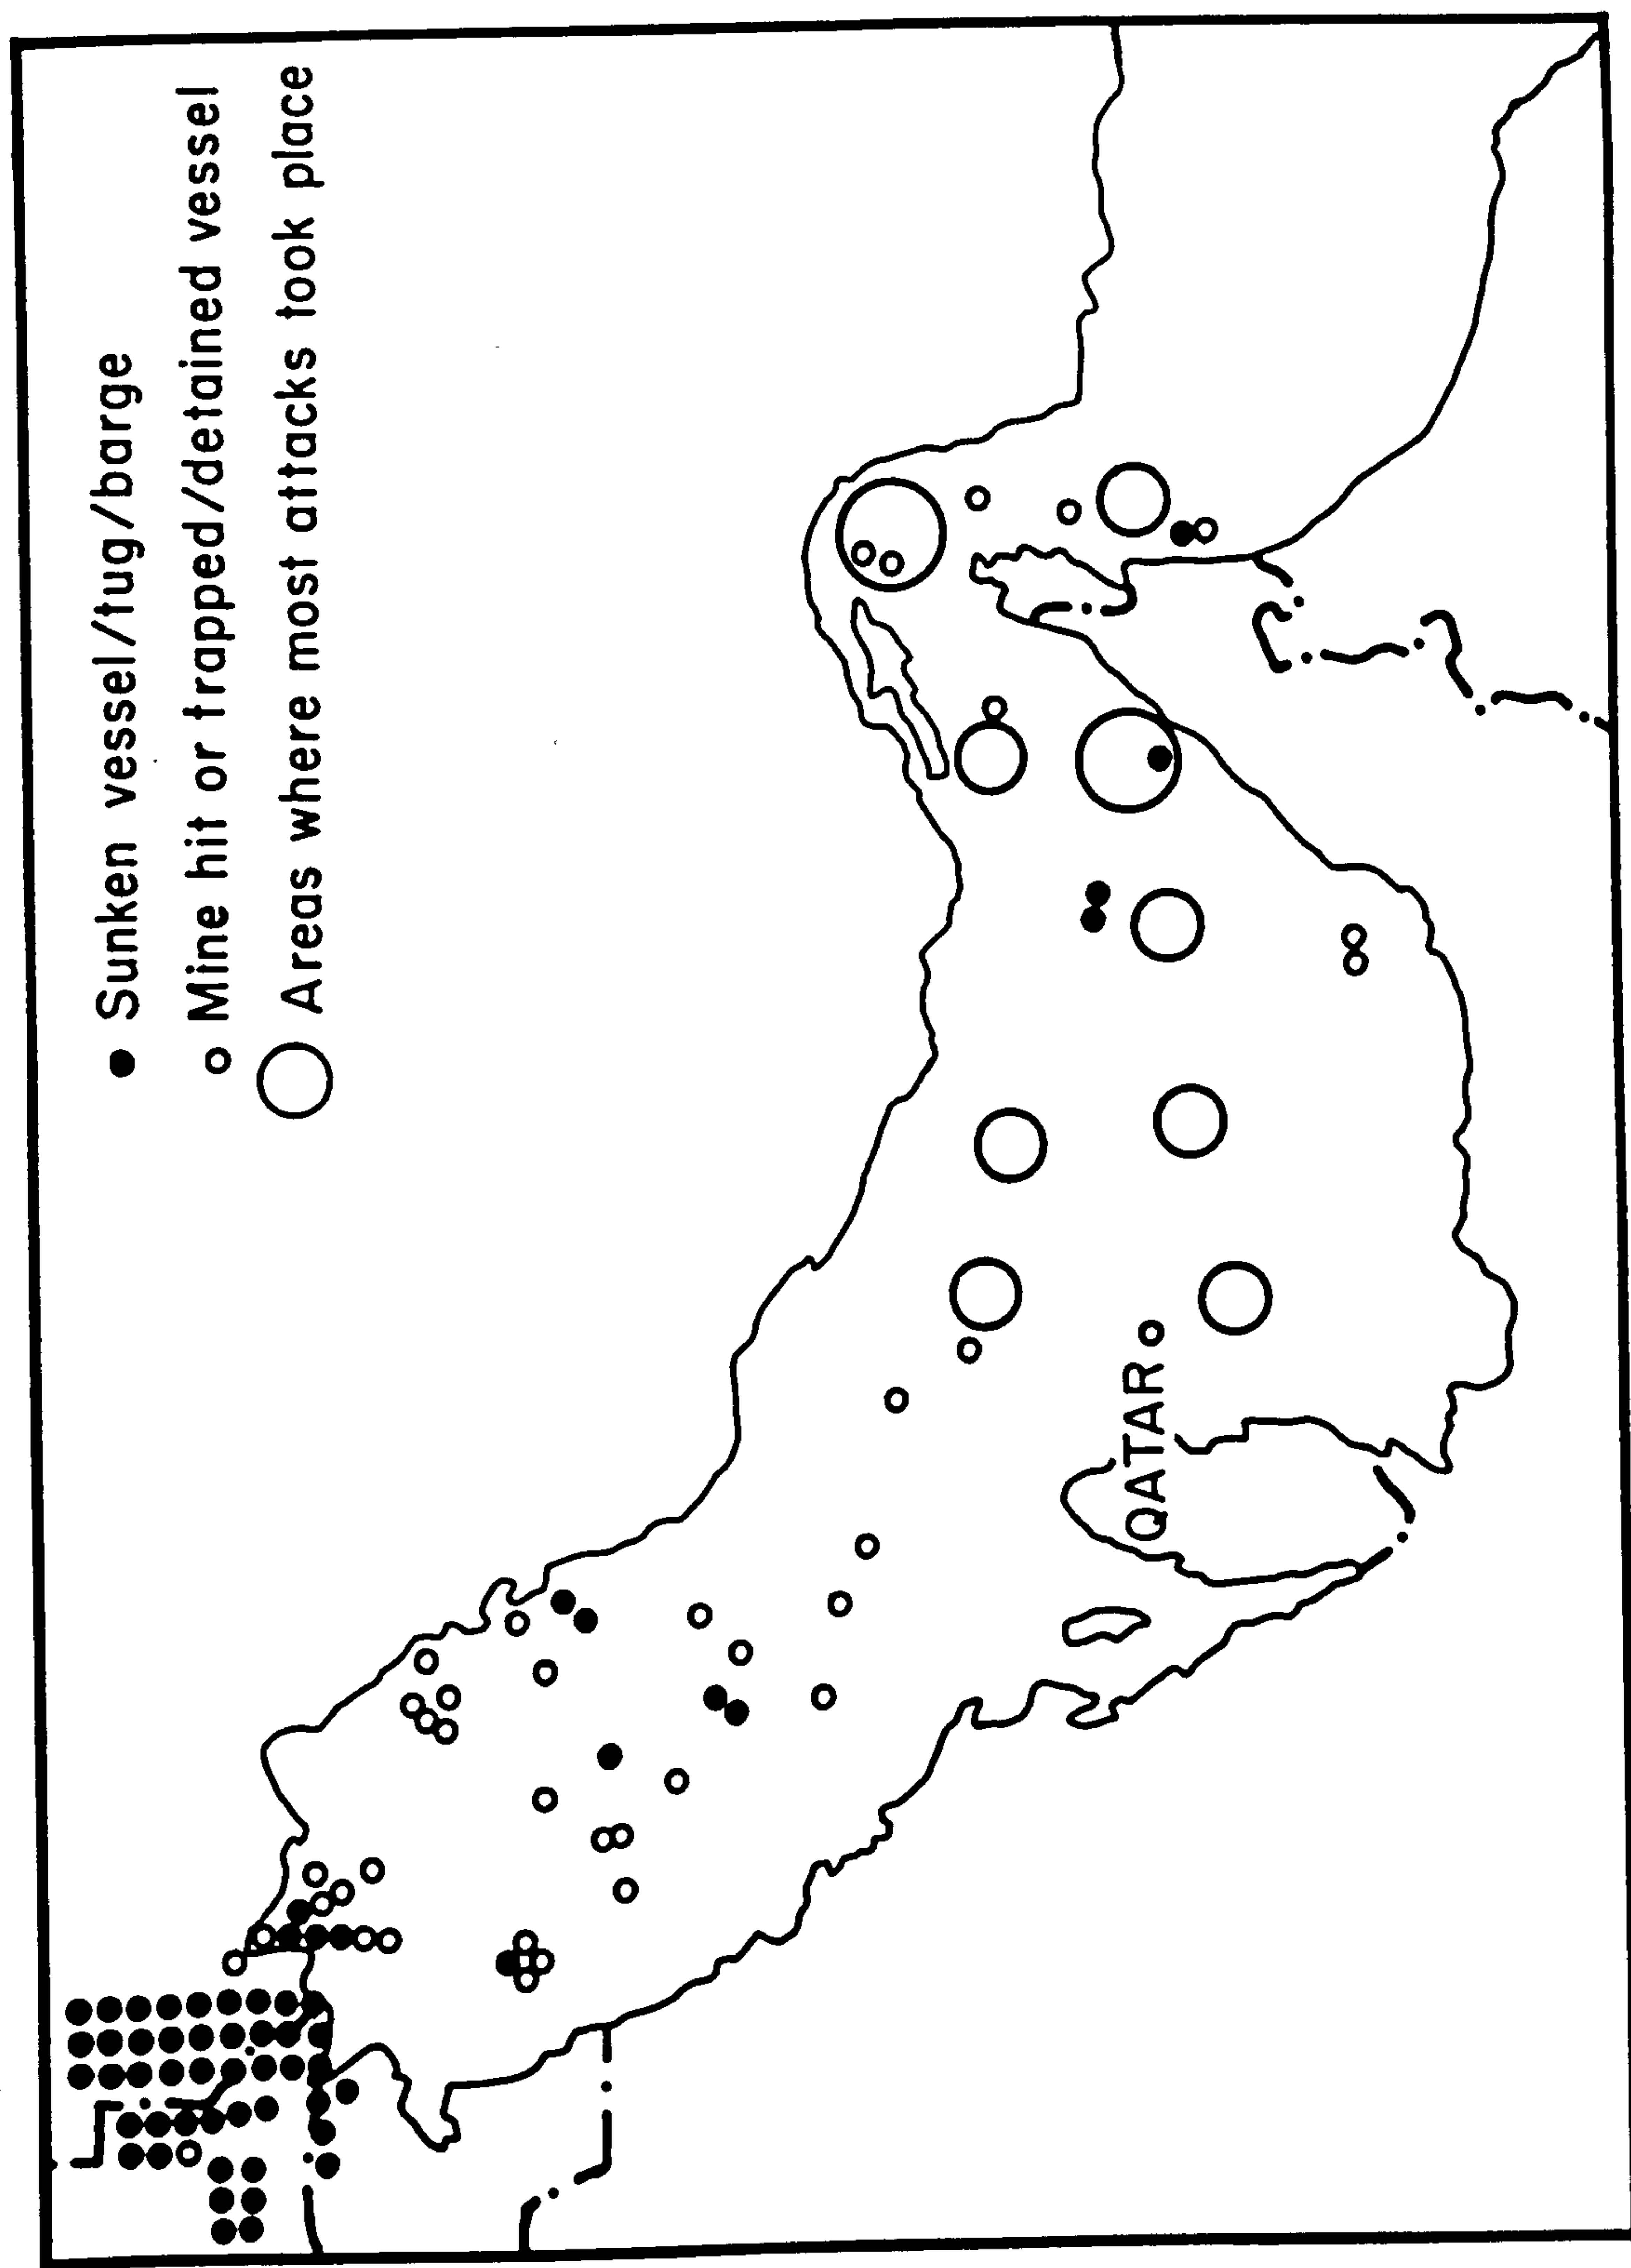 Sunken vessel/tug/barge
Mine hit or trapped/detained vessel
Areas where most attacks took place
QATAR